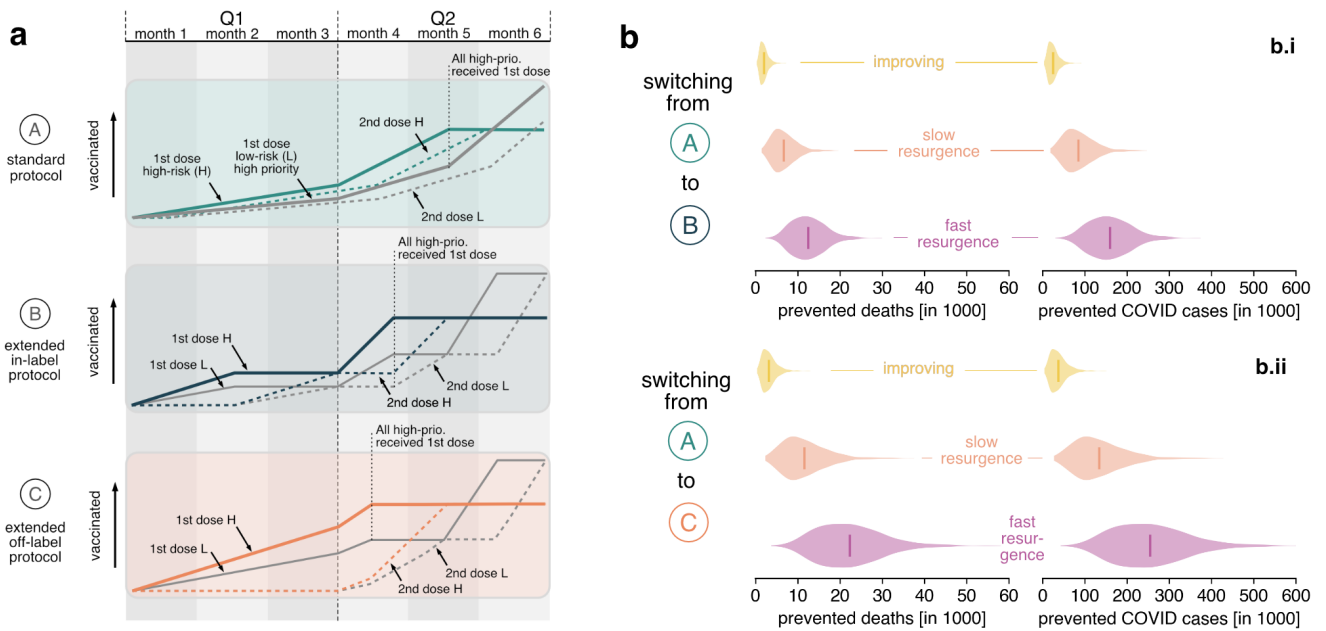 a
Q1
Q2
month 1
month 2
month 3
month 4
month 5
month 6
A
standard
protocol
vaccinated
1st dose
high-risk (H)
1st dose
low-risk (L)
high priority
2nd dose H
All high-prio.
received 1st dose
2nd dose L
B
extended
in-label
protocol
vaccinated
1st dose H
1st dose L
All high-prio.
received 1st dose
2nd dose L
2nd dose H
C
extended
off-label
protocol
vaccinated
1st dose H
1st dose L
All high-prio.
received 1st dose
2nd dose L
2nd dose H
b
b.i
switching
from
A
to
B
improving
slow
resurgence
fast
resurgence
0 10 20 30 40 50 60
prevented deaths [in 1000]
0 100 200 300 400 500 600
prevented COVID cases [in 1000]
b.ii
switching
from
A
to
C
improving
slow
resurgence
fast
resur-
gence
0 10 20 30 40 50 60
prevented deaths [in 1000]
0 100 200 300 400 500 600
prevented COVID cases [in 1000]